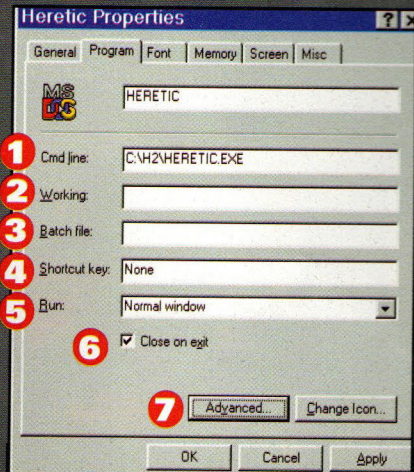 Heretic Properties ? X
General Program Font Memory Screen Misc
MS DOS
HERETIC
1 Cmd line: C:\H2\HERETIC.EXE
2 Working:
3 Batch file:
4 Shortcut key: None
5 Run: Normal window
6 Close on exit
7 Advanced... Change Icon...
OK Cancel Apply